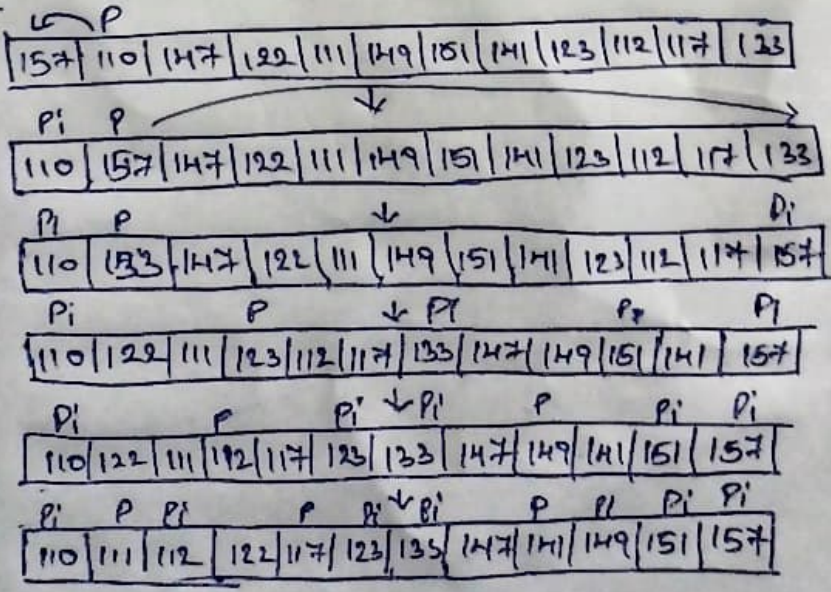 P
157 110 147 122 111 149 151 141 123 112 117 133
Pi P
110 157 147 122 111 149 151 141 123 112 117 133
Pi P Pi
110 133 147 122 111 149 151 141 123 112 117 157
Pi P Pi Pi
110 122 111 123 112 117 133 147 149 151 141 157
Pi P Pi Pi P Pi Pi
110 122 111 112 117 123 133 147 149 141 151 157
Pi P Pi P Pi Pi P Pi Pi Pi
110 111 112 122 117 123 133 147 141 149 151 157